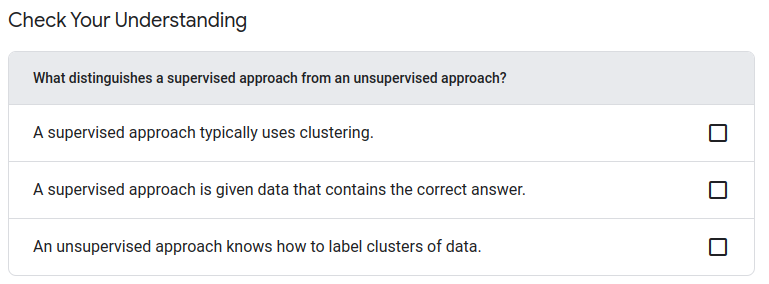 Check Your Understanding
What distinguishes a supervised approach from an unsupervised approach?
A supervised approach typically uses clustering.
A supervised approach is given data that contains the correct answer.
An unsupervised approach knows how to label clusters of data.